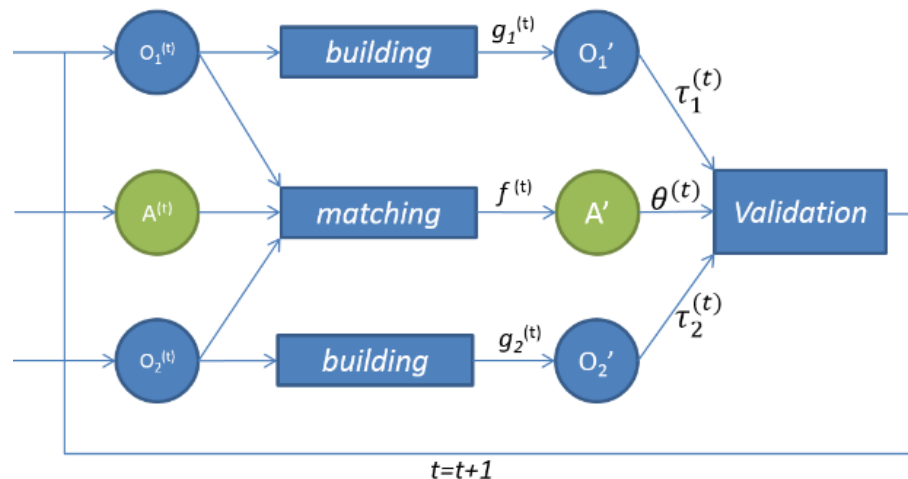 O₁⁽ᵗ⁾ building g₁⁽ᵗ⁾ O₁’ τ₁⁽ᵗ⁾
A⁽ᵗ⁾ matching f⁽ᵗ⁾ A’ θ⁽ᵗ⁾ Validation
O₂⁽ᵗ⁾ building g₂⁽ᵗ⁾ O₂’ τ₂⁽ᵗ⁾
t=t+1